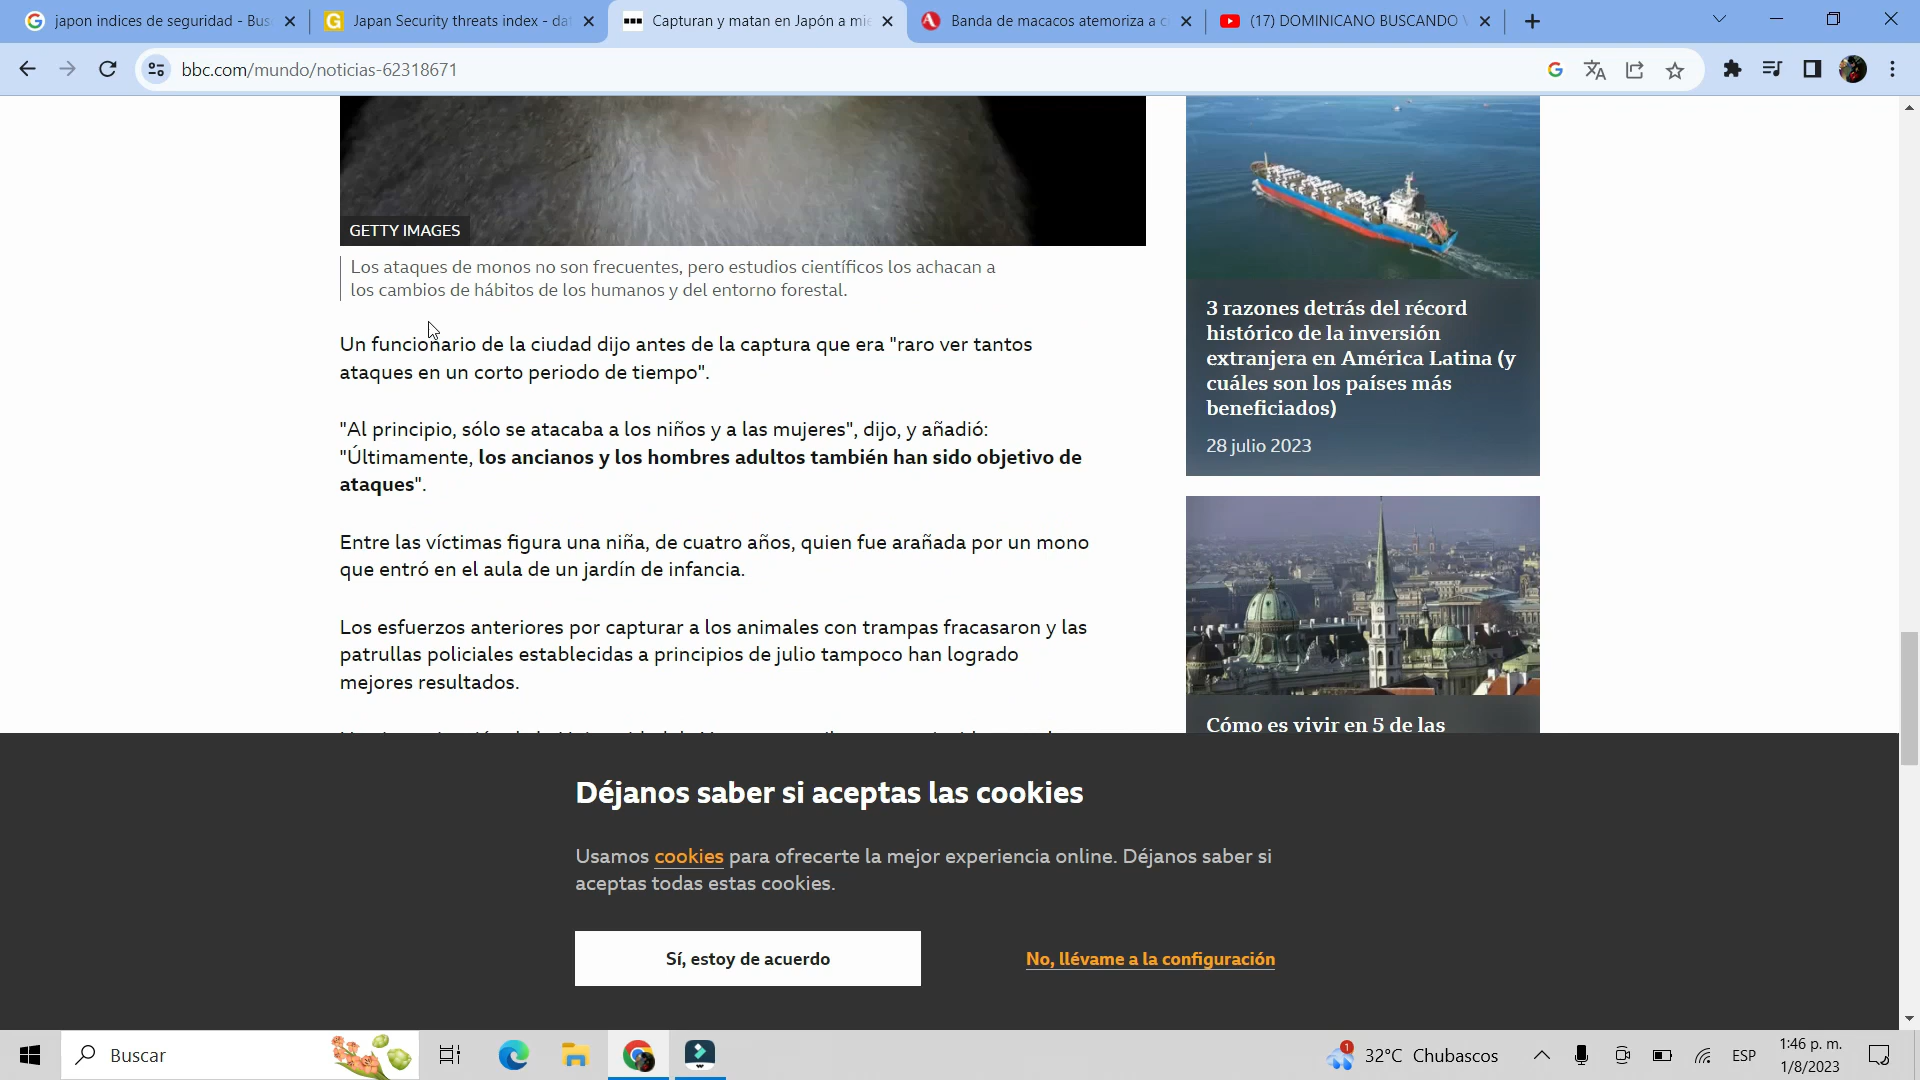 japon indices de seguridad - Bus
Japan Security threats index - da
Capturan y matan en Japón a mie
Banda de macacos atemoriza a c
(17) DOMINICANO BUSCANDO
bbc.com/mundo/noticias-62318671
GETTY IMAGES
Los ataques de monos no son frecuentes, pero estudios científicos los achacan a
los cambios de hábitos de los humanos y del entorno forestal.
Un funcionario de la ciudad dijo antes de la captura que era "raro ver tantos
ataques en un corto periodo de tiempo".
"Al principio, sólo se atacaba a los niños y a las mujeres", dijo, y añadió:
"Últimamente, los ancianos y los hombres adultos también han sido objetivo de
ataques".
Entre las víctimas figura una niña, de cuatro años, quien fue arañada por un mono
que entró en el aula de un jardín de infancia.
Los esfuerzos anteriores por capturar a los animales con trampas fracasaron y las
patrullas policiales establecidas a principios de julio tampoco han logrado
mejores resultados.
3 razones detrás del récord
histórico de la inversión
extranjera en América Latina (y
cuáles son los países más
beneficiados)
28 julio 2023
Cómo es vivir en 5 de las
Déjanos saber si aceptas las cookies
Usamos cookies para ofrecerte la mejor experiencia online. Déjanos saber si
aceptas todas estas cookies.
Sí, estoy de acuerdo
No, llévame a la configuración
Buscar
1
32°C Chubascos
ESP
1:46 p. m.
1/8/2023